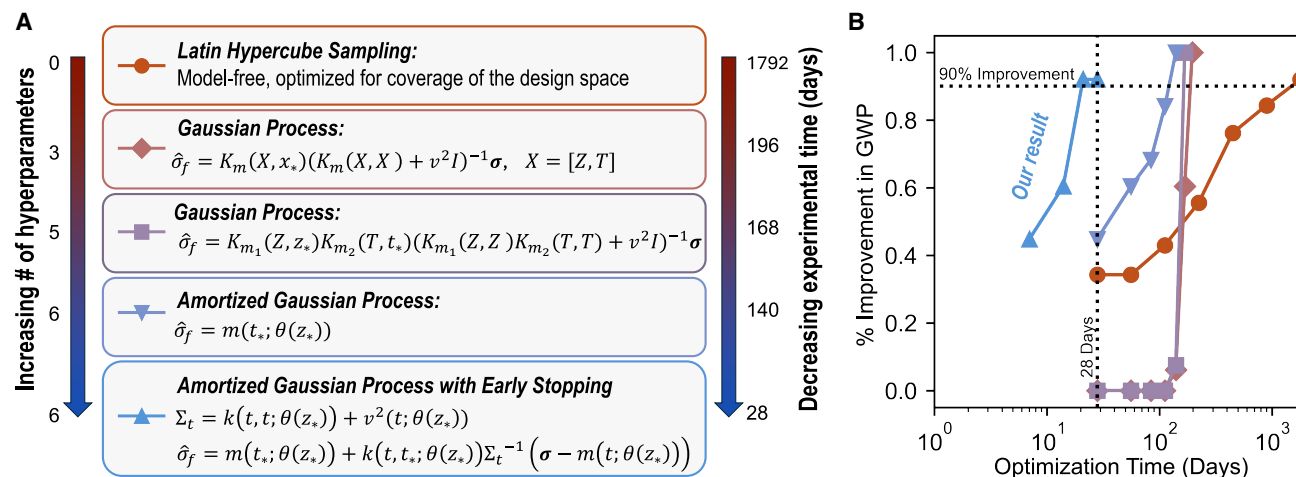 A
Increasing # of hyperparameters
0
3
5
6
6
Latin Hypercube Sampling:
Model-free, optimized for coverage of the design space
Gaussian Process:
σ̂_f = K_m(X, x_*)(K_m(X, X) + v²I)⁻¹σ, X = [Z, T]
Gaussian Process:
σ̂_f = K_{m_1}(Z, z_*)K_{m_2}(T, t_*)(K_{m_1}(Z, Z)K_{m_2}(T, T) + v²I)⁻¹σ
Amortized Gaussian Process:
σ̂_f = m(t_*; θ(z_*))
Amortized Gaussian Process with Early Stopping
Σ_t = k(t, t; θ(z_*)) + v²(t; θ(z_*))
σ̂_f = m(t_*; θ(z_*)) + k(t, t_*; θ(z_*))Σ_t⁻¹(σ − m(t; θ(z_*)))
1792
196
168
140
28
Decreasing experimental time (days)
B
% Improvement in GWP
1.0
0.8
0.6
0.4
0.2
0.0
90% Improvement
Our result
28 Days
10⁰
10¹
10²
10³
Optimization Time (Days)